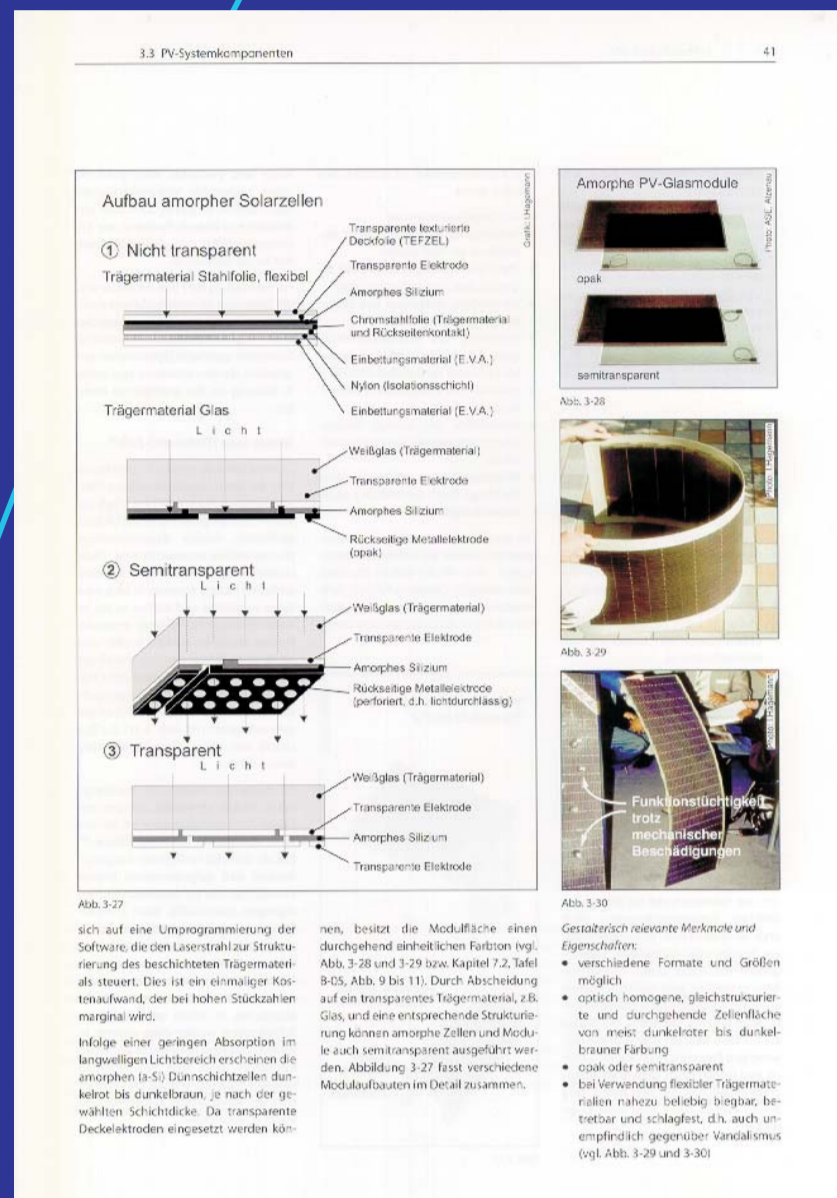 3.3 PV-Systemkomponenten
41
Aufbau amorpher Solarzellen
① Nicht transparent
Trägermaterial Stahlfolie, flexibel
Transparente texturierte
Deckfolie (TEFZEL)
Transparente Elektrode
Amorphes Silizium
Chromstahlfolie (Trägermaterial
und Rückseitenkontakt)
Einbettungsmaterial (E.V.A.)
Nylon (Isolationsschicht)
Einbettungsmaterial (E.V.A.)
Grafik: I.Hagemann
Trägermaterial Glas
Licht
Weißglas (Trägermaterial)
Transparente Elektrode
Amorphes Silizium
Rückseitige Metallelektrode
(opak)
② Semitransparent
Licht
Weißglas (Trägermaterial)
Transparente Elektrode
Amorphes Silizium
Rückseitige Metallelektrode
(perforiert, d.h. lichtdurchlässig)
③ Transparent
Licht
Weißglas (Trägermaterial)
Transparente Elektrode
Amorphes Silizium
Transparente Elektrode
Abb. 3-27
Amorphe PV-Glasmodule
opak
semitransparent
Photo: ASE, Alzenau
Abb. 3-28
Photo: I.Hagemann
Abb. 3-29
Photo: I.Hagemann
Funktionstüchtigkeit
trotz
mechanischer
Beschädigungen
Abb. 3-30
sich auf eine Umprogrammierung der
Software, die den Laserstrahl zur Struktu-
rierung des beschichteten Trägermateri-
als steuert. Dies ist ein einmaliger Kos-
tenaufwand, der bei hohen Stückzahlen
marginal wird.
Infolge einer geringen Absorption im
langwelligen Lichtbereich erscheinen die
amorphen (a-Si) Dünnschichtzellen dun-
kelrot bis dunkelbraun, je nach der ge-
wählten Schichtdicke. Da transparente
Deckelektroden eingesetzt werden kön-
nen, besitzt die Modulfläche einen
durchgehend einheitlichen Farbton (vgl.
Abb. 3-28 und 3-29 bzw. Kapitel 7.2, Tafel
B-05, Abb. 9 bis 11). Durch Abscheidung
auf ein transparentes Trägermaterial, z.B.
Glas, und eine entsprechende Strukturie-
rung können amorphe Zellen und Modu-
le auch semitransparent ausgeführt wer-
den. Abbildung 3-27 fasst verschiedene
Modulaufbauten im Detail zusammen.
Gestalterisch relevante Merkmale und
Eigenschaften:
• verschiedene Formate und Größen
möglich
• optisch homogene, gleichstrukturier-
te und durchgehende Zellenfläche
von meist dunkelroter bis dunkel-
brauner Färbung
• opak oder semitransparent
• bei Verwendung flexibler Trägermate-
rialien nahezu beliebig biegbar, be-
tretbar und schlagfest, d.h. auch un-
empfindlich gegenüber Vandalismus
(vgl. Abb. 3-29 und 3-30)